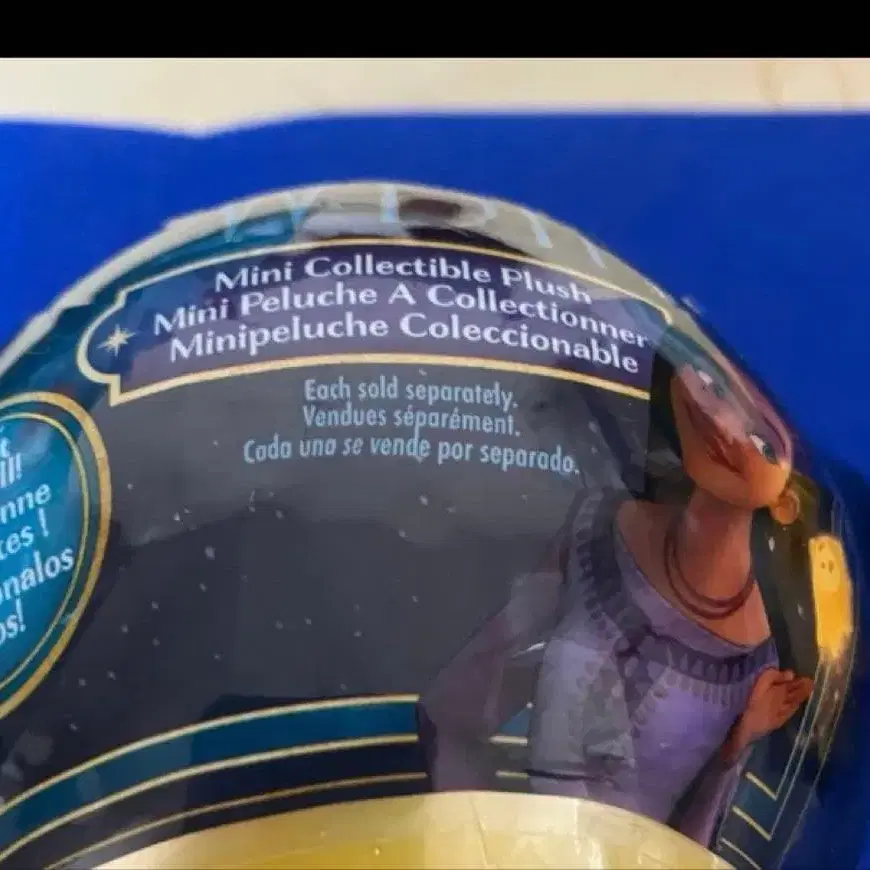 Mini Collectible Plush
Mini Peluche A Collectionner
Minipeluche Coleccionable
Each sold separately.
Vendues séparément.
Cada una se vende por separado.